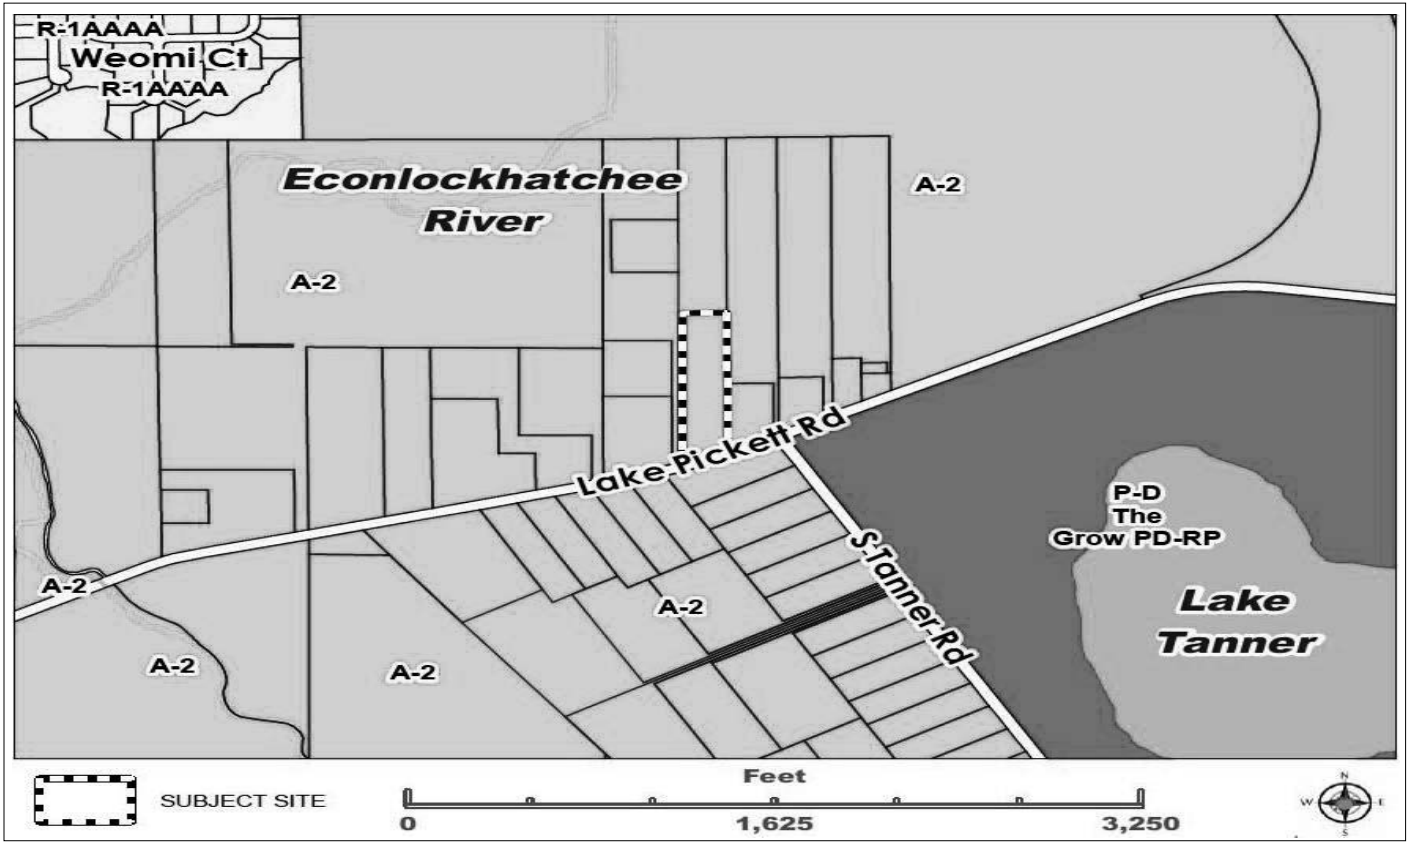 R-1AAAA
Weomi Ct
R-1AAAA
Econlockhatchee
River
A-2
A-2
Lake Pickett Rd
P-D
The
Grow PD-RP
S Tanner Rd
A-2
Lake
Tanner
A-2
A-2
A-2
SUBJECT SITE
Feet
0
1,625
3,250
N
W
E
S